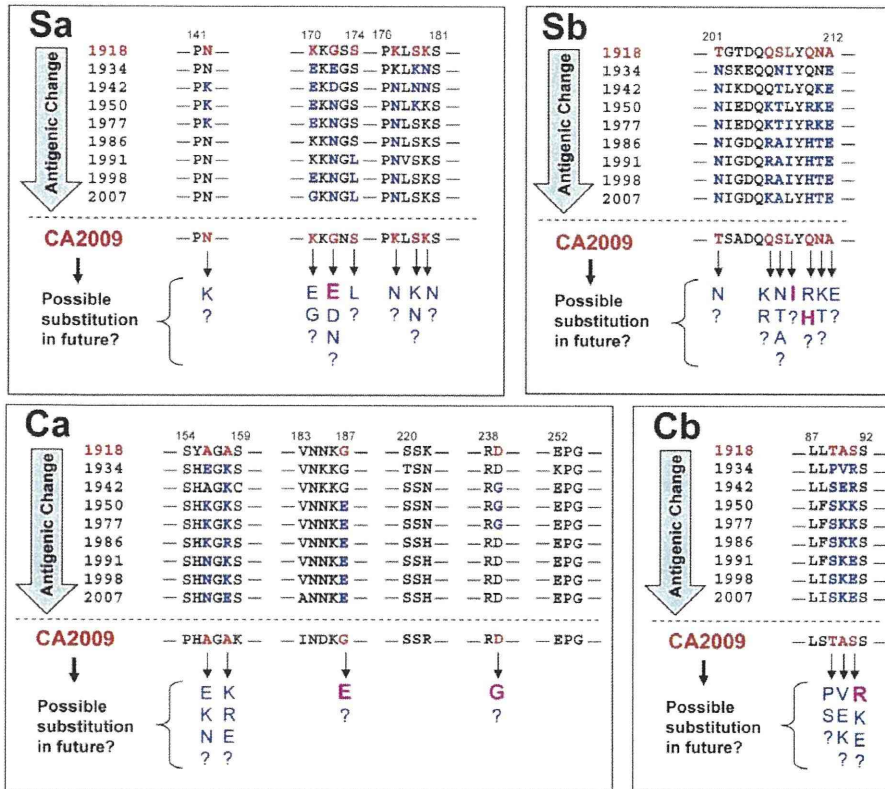 Sa
141 170 174 176 181
Antigenic Change
1918 — PN — — KKGSS — PKLSKS —
1934 — PN — — EKEGS — PKLKNS —
1942 — PK — — EKDGS — PKLNNS —
1950 — PK — — EKNGS — PKLKKS —
1977 — PK — — EKNGS — PNLSKS —
1986 — PN — — KKNGS — PNLSKS —
1991 — PN — — KKNGL — PNVSKS —
1998 — PN — — EKNGL — PNLSKS —
2007 — PN — — GKNGL — PNLSKS —
CA2009 — PN — — KKGNS — PKLSKS —
Possible substitution in future?
K E E L N K N
? G D ? ? N ?
? N ?
?
Sb
201 212
Antigenic Change
1918 — TGTDQQSLYQNA —
1934 — NSKEQQNIYQNE —
1942 — NIKDQQTLYQKE —
1950 — NIEDQKTLYRKE —
1977 — NIEDQKTIYRKE —
1986 — NIGDQRAIYHTE —
1991 — NIGDQRAIYHTE —
1998 — NIGDQRAIYHTE —
2007 — NIGDQKALYHTE —
CA2009 — TSADQQSLYQNA —
Possible substitution in future?
N K N I R K E
? R T ? H T ?
? A ? ?
?
Ca
154 159 183 187 220 238 252
Antigenic Change
1918 — SYAGAS — VNNKG — SSK — RD — EPG —
1934 — SHEGKS — VNKKG — TSN — RD — KPG —
1942 — SHAGKC — VNKKG — SSN — RG — EPG —
1950 — SHKGKS — VNNKE — SSN — RG — EPG —
1977 — SHKGKS — VNNKE — SSN — RG — EPG —
1986 — SHKGRS — VNNKE — SSH — RD — EPG —
1991 — SHNGKS — VNNKE — SSH — RD — EPG —
1998 — SHNGKS — VNNKE — SSH — RD — EPG —
2007 — SHNGES — ANNKE — SSH — RD — EPG —
CA2009 — PHAGAK — INDKG — SSR — RD — EPG —
Possible substitution in future?
E K E G
K R ? ?
N E
? ?
Cb
87 92
Antigenic Change
1918 — LLTASS —
1934 — LLPVRS —
1942 — LLSERS —
1950 — LFSKKS —
1977 — LFSKKS —
1986 — LFSKKS —
1991 — LFSKES —
1998 — LISKES —
2007 — LISKES —
CA2009 — LSTASS —
Possible substitution in future?
P V R
S E K
? K E
? ?